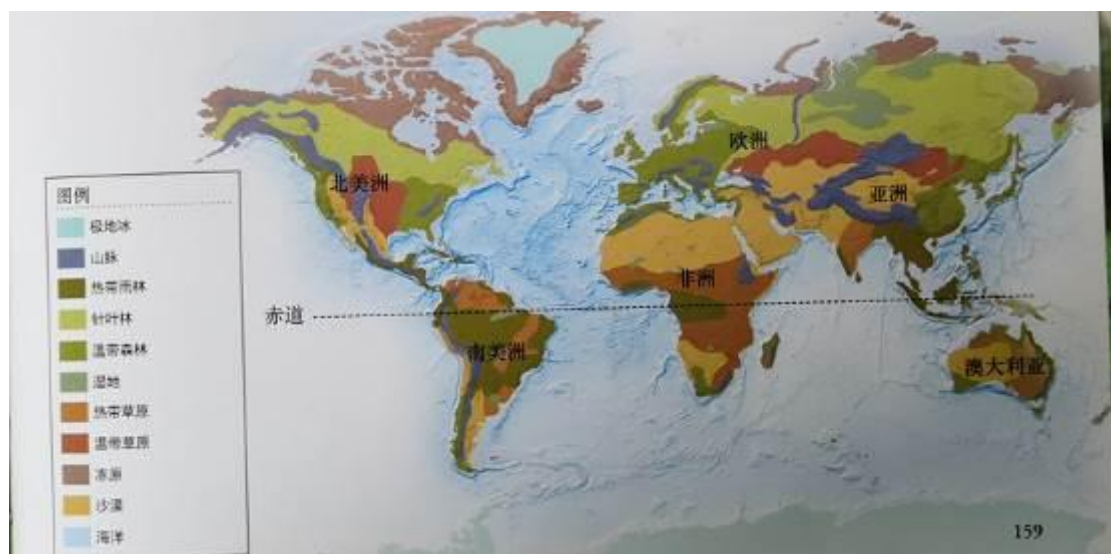 欧洲
北美洲
亚洲
图例
极地冰
山脉
热带雨林
针叶林
温带森林
湿地
热带草原
温带草原
冻原
沙漠
海洋
非洲
赤道
南美洲
澳大利亚
159